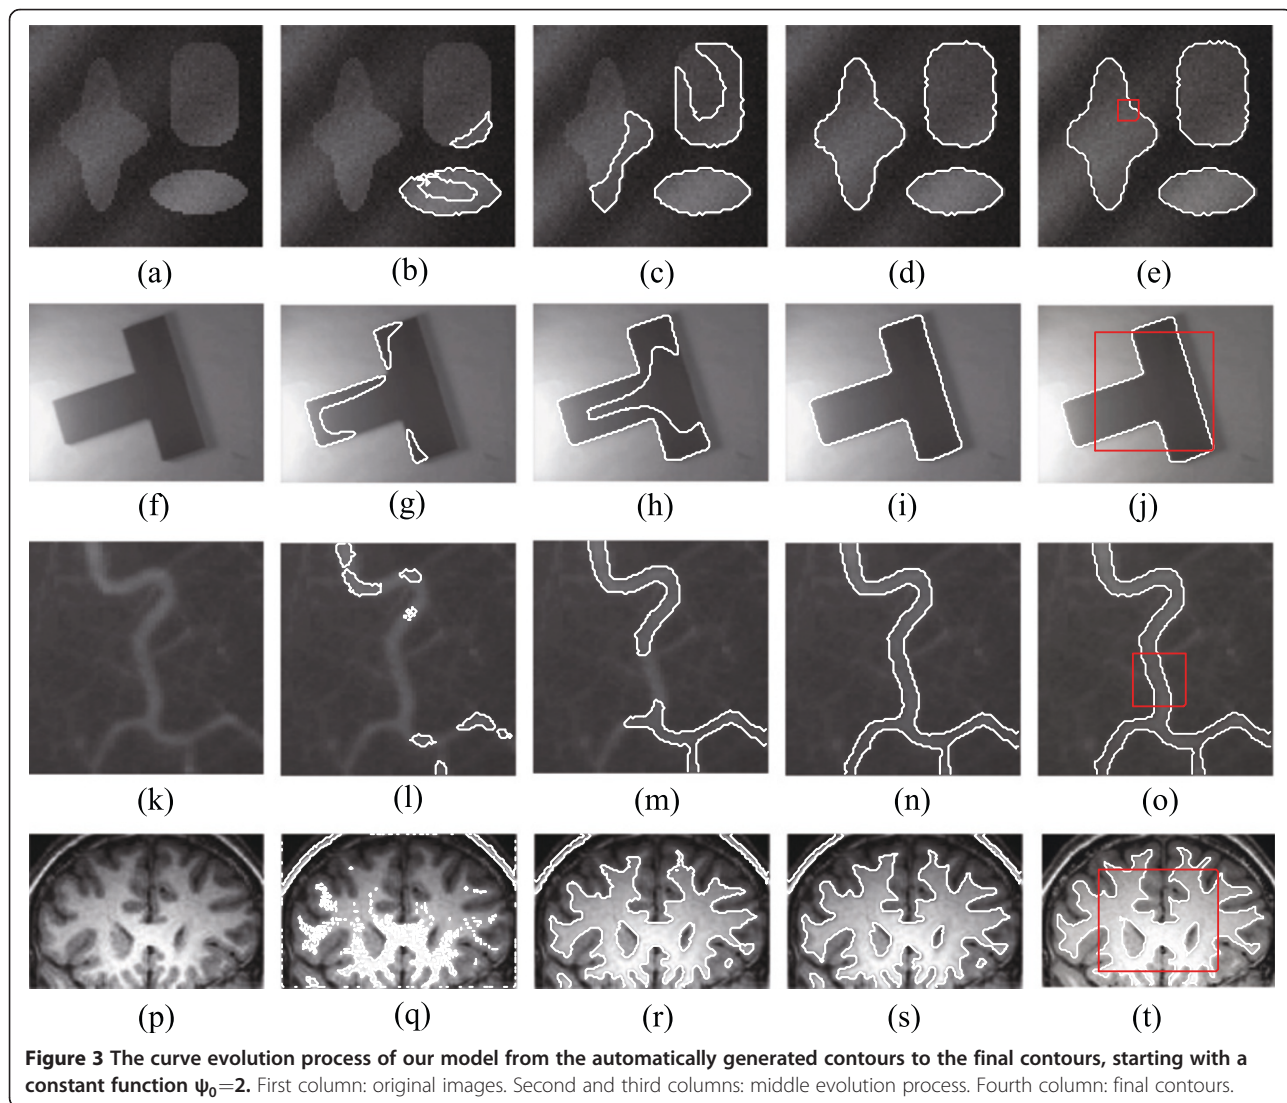 (a) (b) (c) (d) (e)
(f) (g) (h) (i) (j)
(k) (l) (m) (n) (o)
(p) (q) (r) (s) (t)
Figure 3 The curve evolution process of our model from the automatically generated contours to the final contours, starting with a
constant function ψ₀=2. First column: original images. Second and third columns: middle evolution process. Fourth column: final contours.